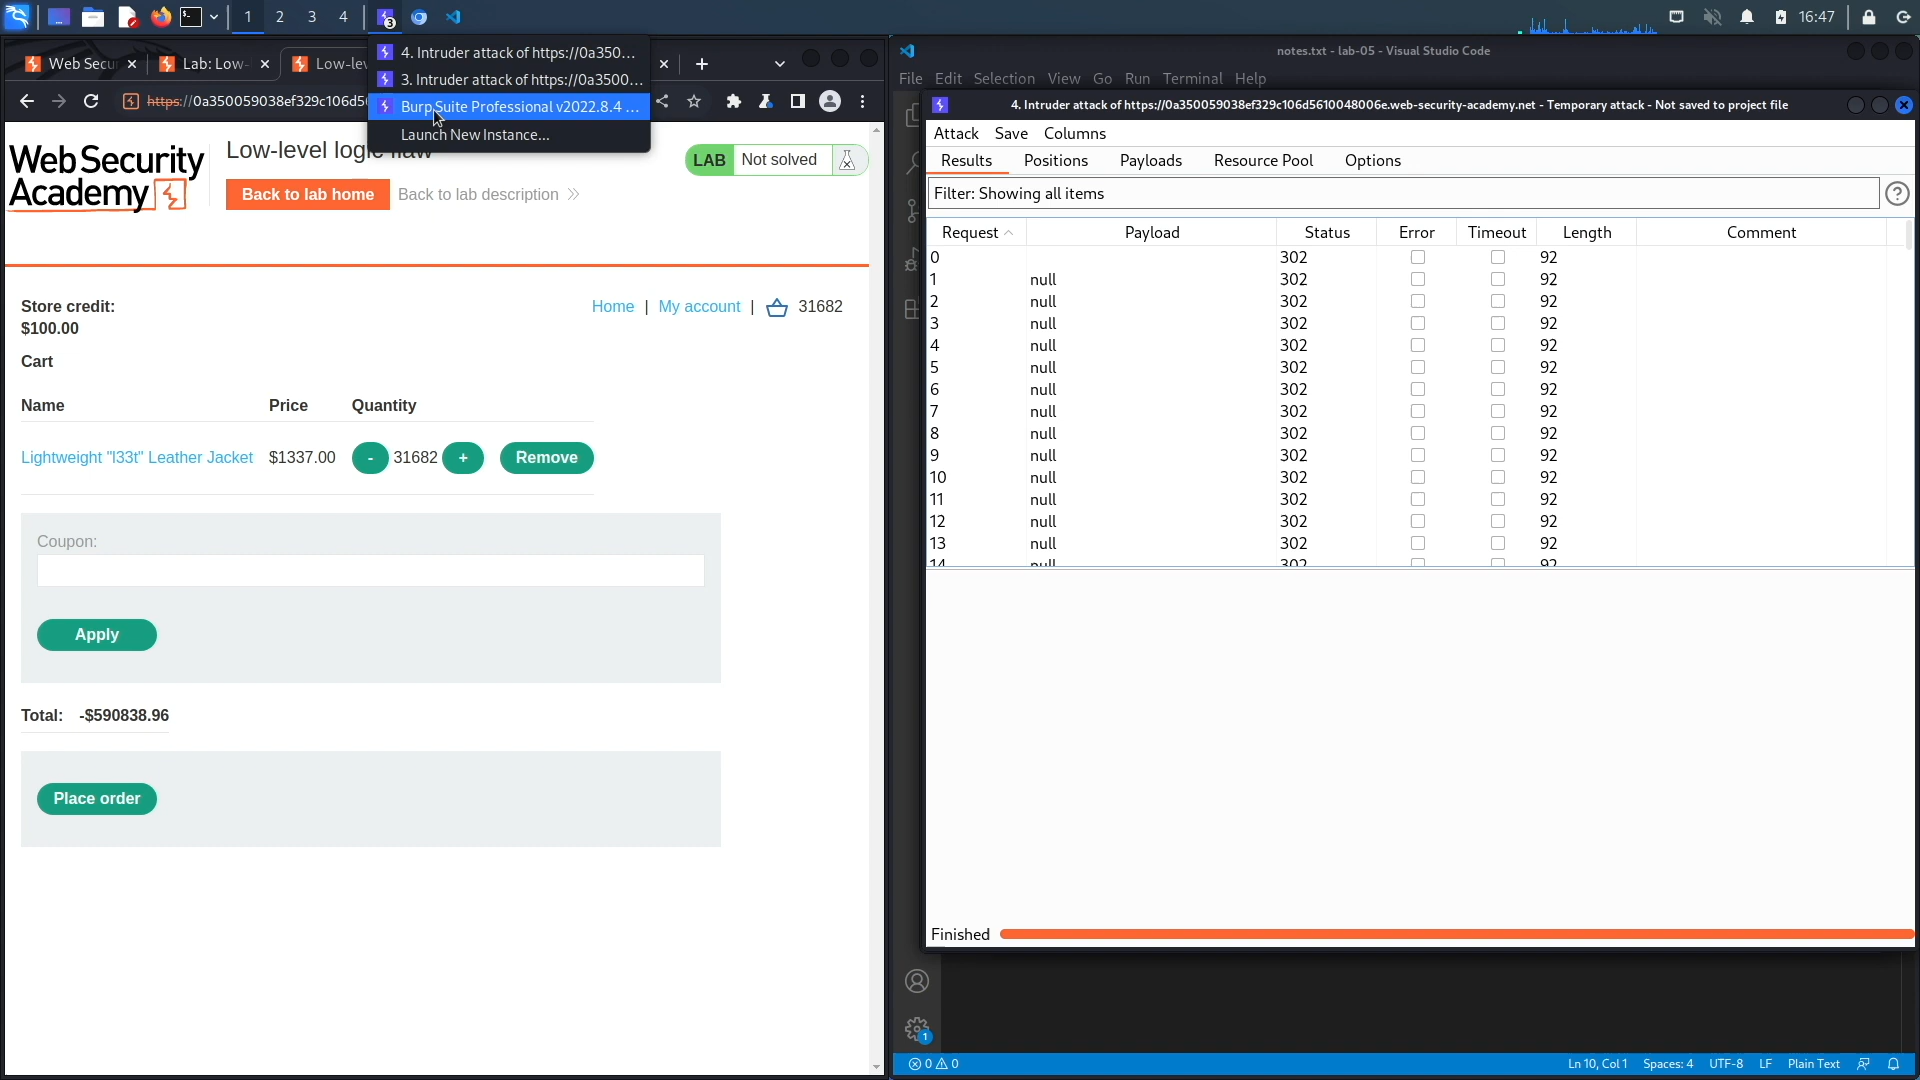 1 2 3 4 3 16:47
4. Intruder attack of https://0a350...
3. Intruder attack of https://0a3500...
Burp Suite Professional v2022.8.4 ...
Launch New Instance...
Web Secu
Lab: Low-
Low-lev
https://0a350059038ef329c106d5
Web Security
Academy
Low-level logic flaw
Back to lab home
Back to lab description
LAB Not solved
Store credit:
$100.00
Home | My account | 31682
Cart
Name Price Quantity
Lightweight "l33t" Leather Jacket $1337.00 - 31682 + Remove
Coupon:
Apply
Total: -$590838.96
Place order
notes.txt - lab-05 - Visual Studio Code
File Edit Selection View Go Run Terminal Help
4. Intruder attack of https://0a350059038ef329c106d5610048006e.web-security-academy.net - Temporary attack - Not saved to project file
Attack Save Columns
Results Positions Payloads Resource Pool Options
Filter: Showing all items
?
Request Payload Status Error Timeout Length Comment
0 302 92
1 null 302 92
2 null 302 92
3 null 302 92
4 null 302 92
5 null 302 92
6 null 302 92
7 null 302 92
8 null 302 92
9 null 302 92
10 null 302 92
11 null 302 92
12 null 302 92
13 null 302 92
14 null 302 92
Finished
1
0 0
Ln 10, Col 1 Spaces: 4 UTF-8 LF Plain Text